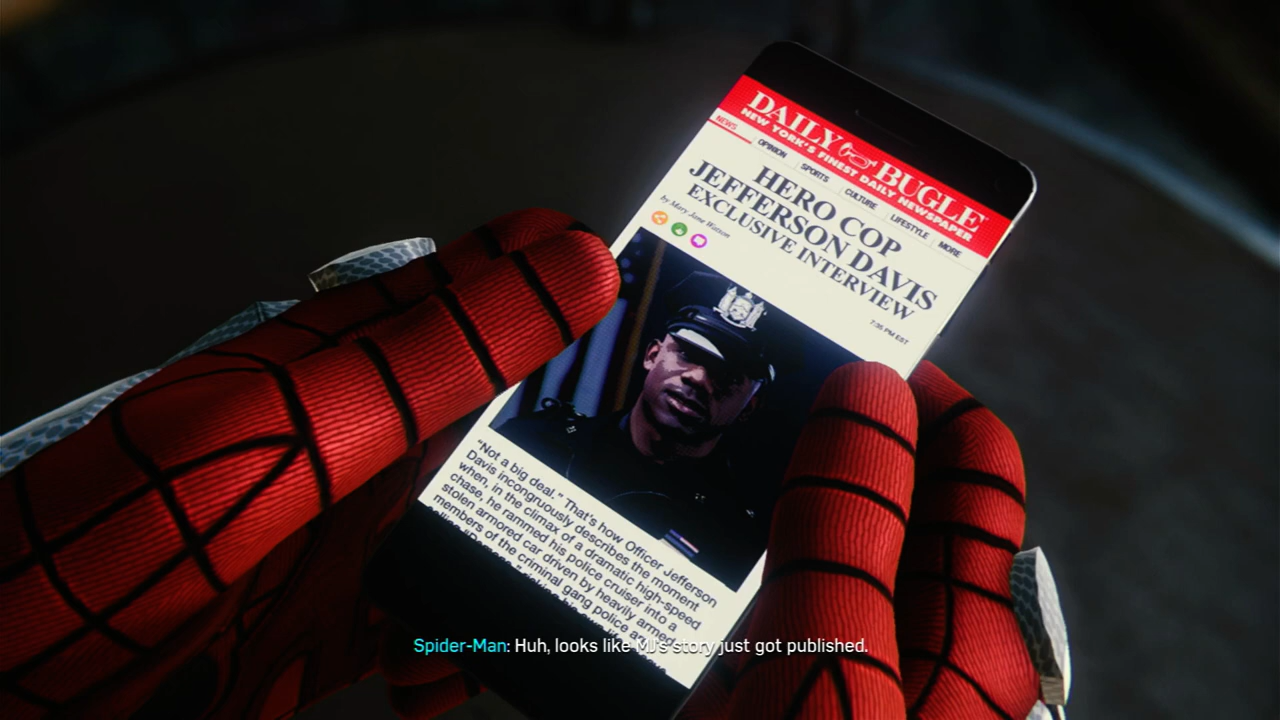 DAILY BUGLE
NEW YORK'S FINEST DAILY NEWSPAPER
NEWS OPINION SPORTS CULTURE LIFESTYLE MORE
HERO COP
JEFFERSON DAVIS
EXCLUSIVE INTERVIEW
by Mary Jane Watson
7:35 PM EST
"Not a big deal." That's how Officer Jefferson
Davis incongruously describes the moment
when, in the climax of a dramatic high-speed
chase, he rammed his police cruiser into a
stolen armored car driven by heavily armed
members of the criminal gang police are
Spider-Man: Huh, looks like MJ's story just got published.